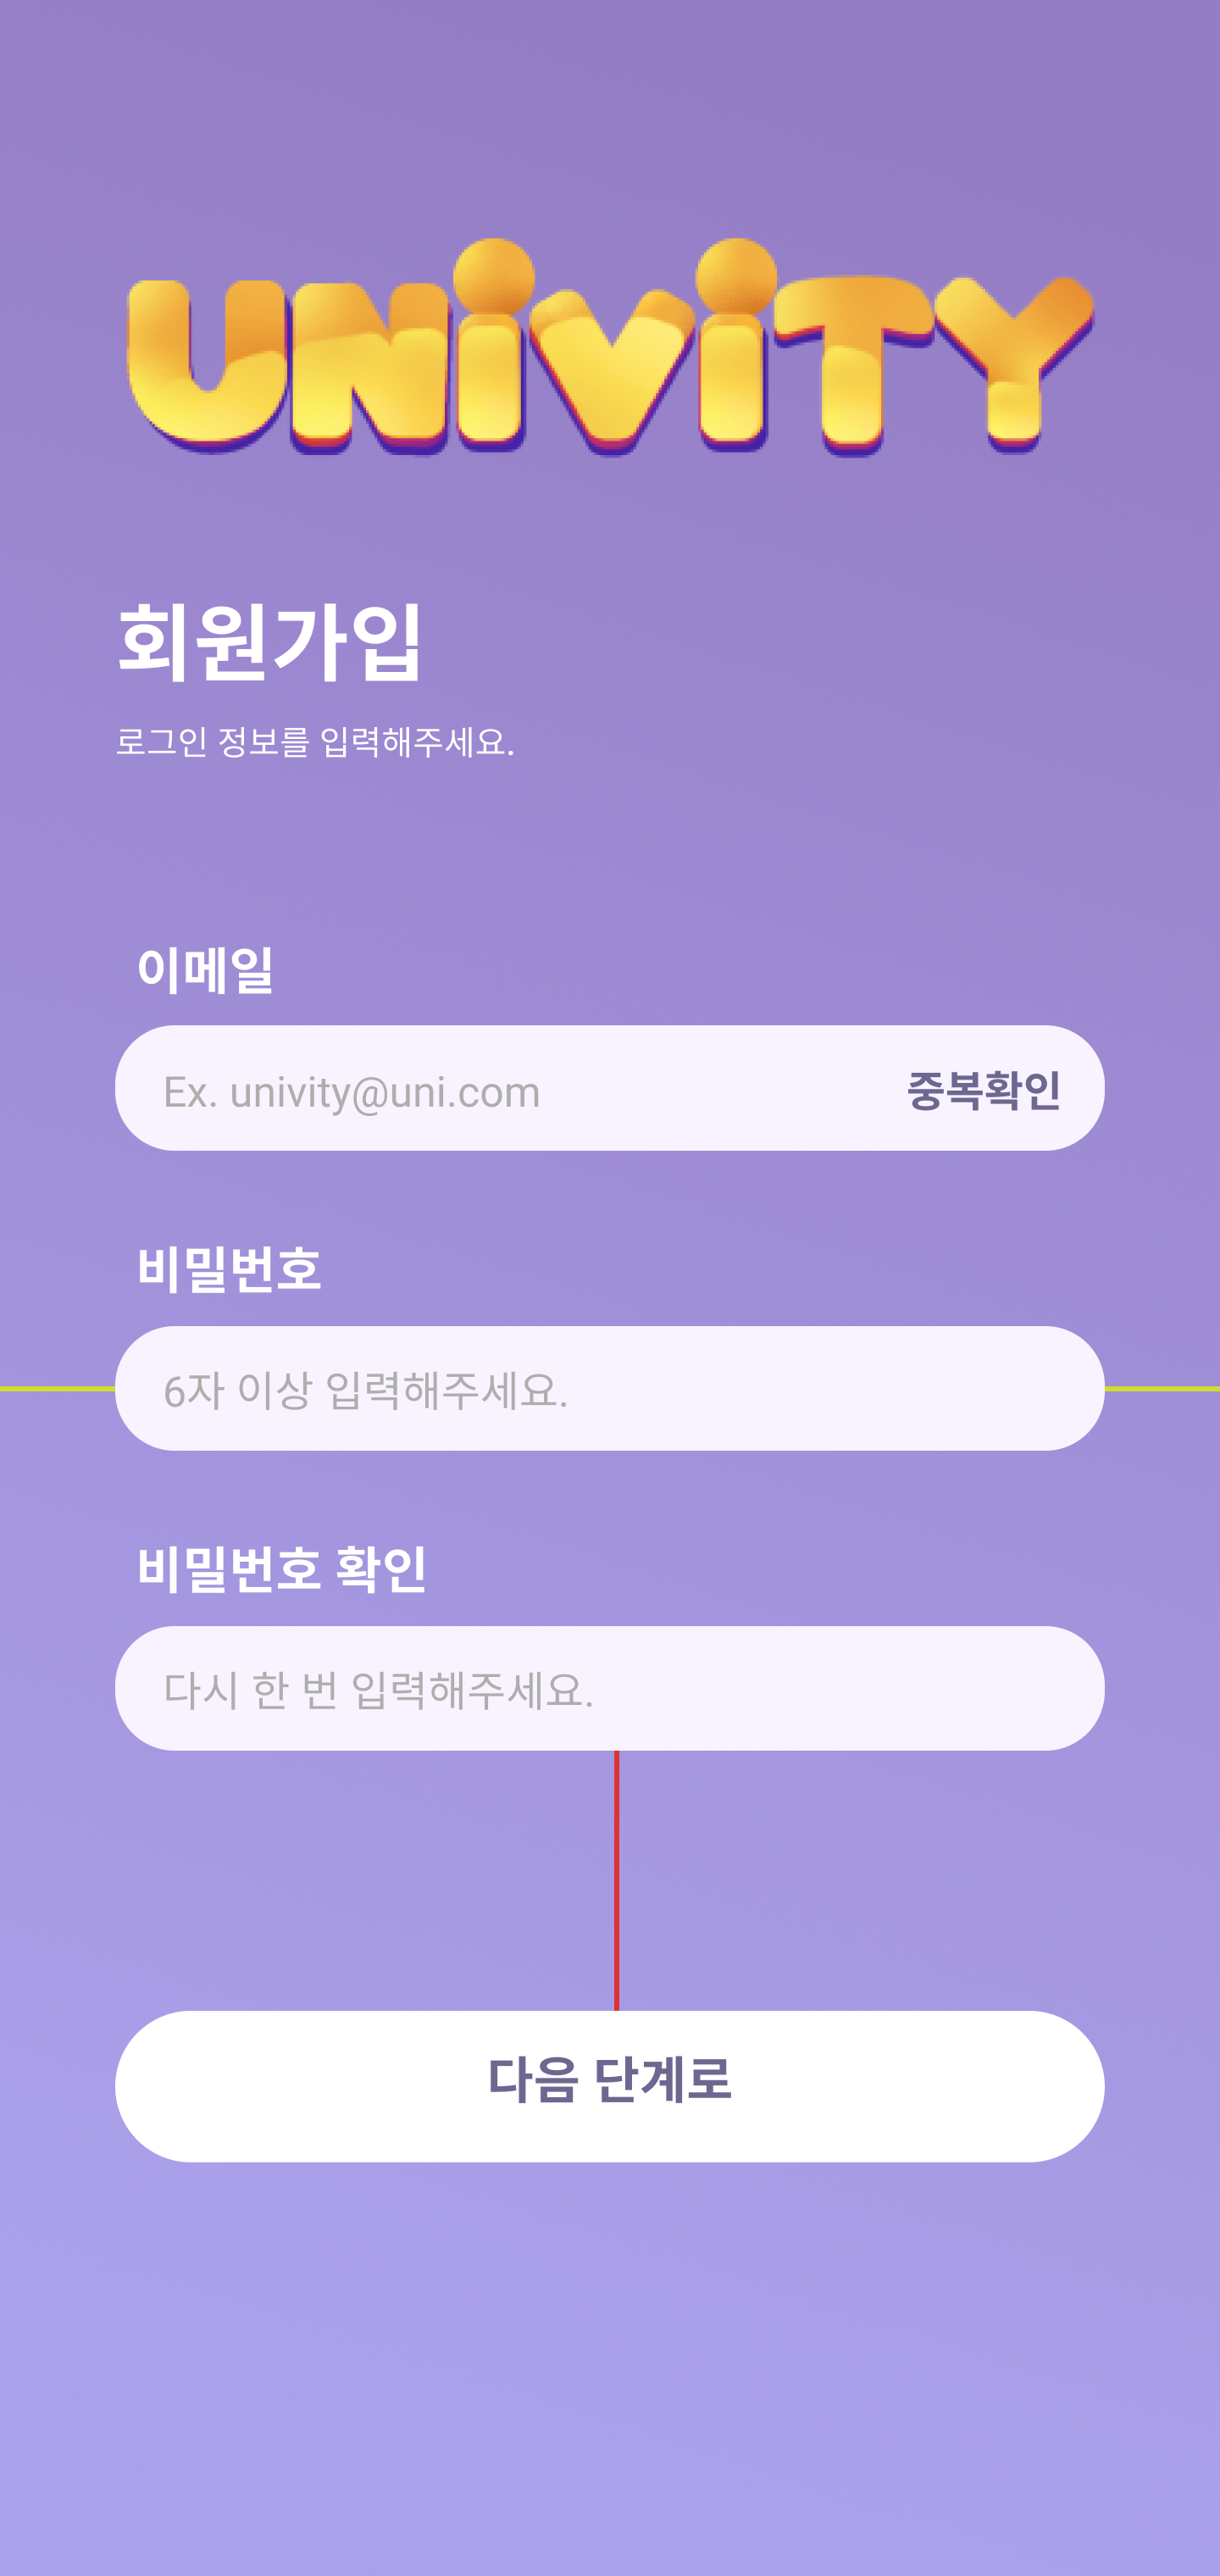 UNiViTY
회원가입
로그인 정보를 입력해주세요.
이메일
Ex. univity@uni.com 중복확인
비밀번호
6자 이상 입력해주세요.
비밀번호 확인
다시 한 번 입력해주세요.
다음 단계로